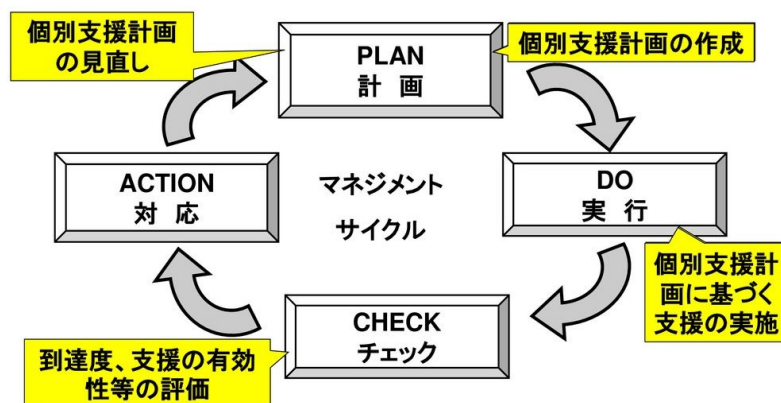 個別支援計画
の見直し
PLAN
計 画
個別支援計画の作成
ACTION
対 応
マネジメント
サイクル
DO
実 行
個別支援計
画に基づく
支援の実施
CHECK
チェック
到達度、支援の有効
性等の評価